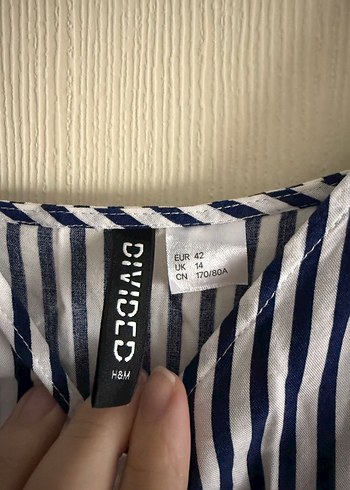 DIVIDED
H&M
EUR 42
UK 14
CN 170/80A